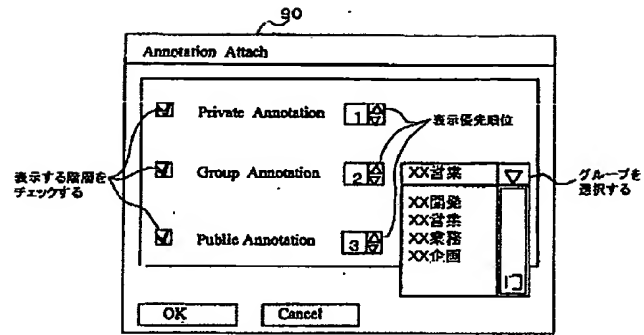 90
Annotation Attach
Private Annotation 1
表示優先順位
表示する階層を
チェックする
Group Annotation 2
XX営業
グループを
選択する
XX開発
XX営業
XX業務
XX企画
Public Annotation 3
OK Cancel